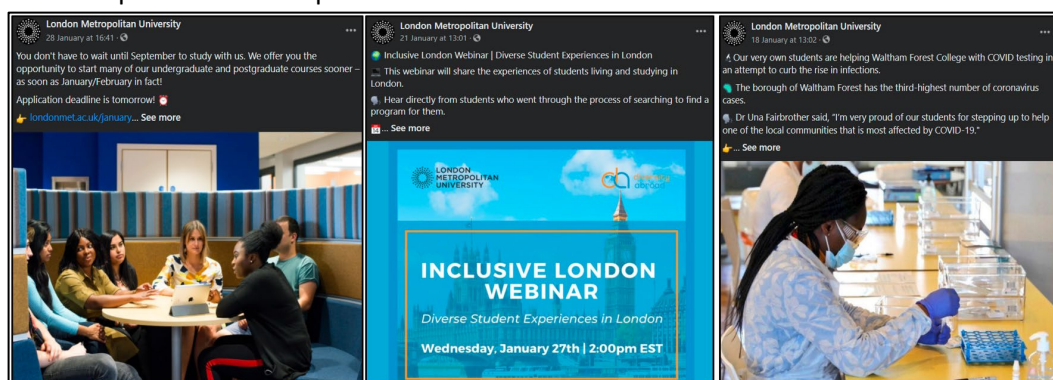 London Metropolitan University
28 January at 16:41 ·
You don't have to wait until September to study with us. We offer you the
opportunity to start many of our undergraduate and postgraduate courses sooner –
as soon as January/February in fact!
Application deadline is tomorrow!
londonmet.ac.uk/january... See more
London Metropolitan University
21 January at 13:01 ·
Inclusive London Webinar | Diverse Student Experiences in London
This webinar will share the experiences of students living and studying in
London.
Hear directly from students who went through the process of searching to find a
program for them.
... See more
LONDON
METROPOLITAN
UNIVERSITY
abroad
INCLUSIVE LONDON
WEBINAR
Diverse Student Experiences in London
Wednesday, January 27th | 2:00pm EST
London Metropolitan University
18 January at 13:02 ·
Our very own students are helping Waltham Forest College with COVID testing in
an attempt to curb the rise in infections.
The borough of Waltham Forest has the third-highest number of coronavirus
cases.
Dr Una Fairbrother said, "I'm very proud of our students for stepping up to help
one of the local communities that is most affected by COVID-19."
... See more